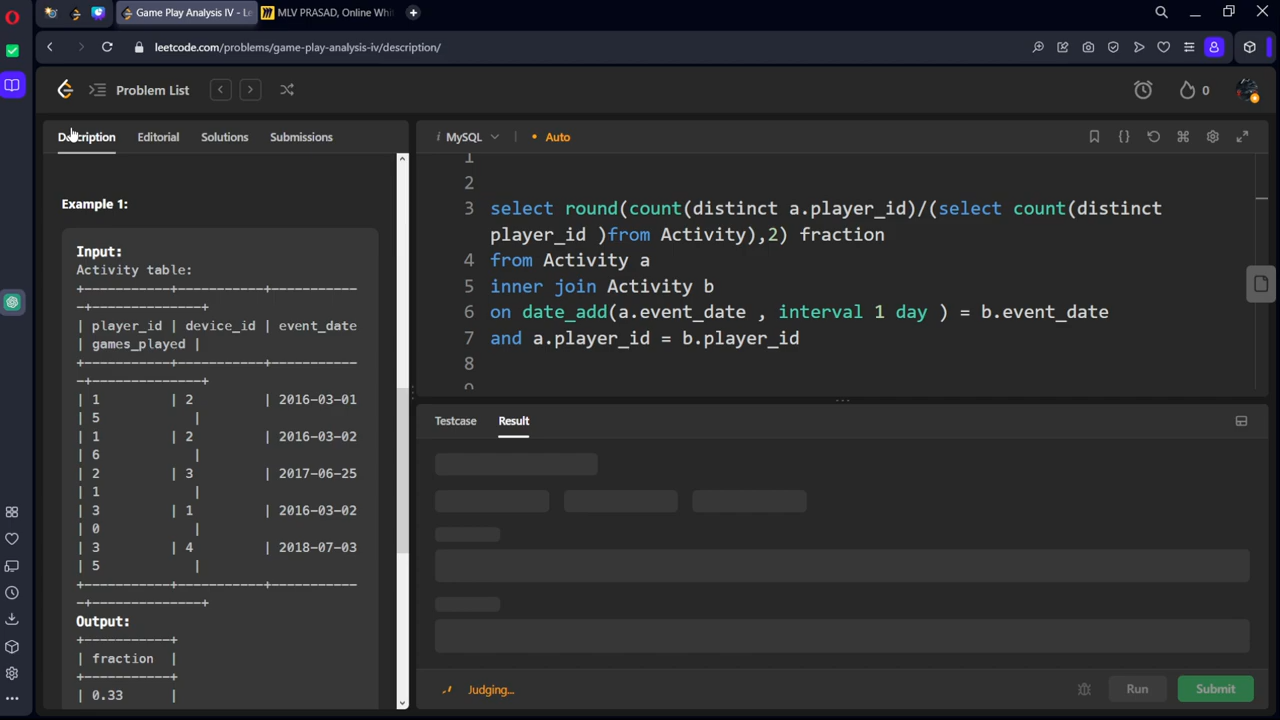 Game Play Analysis IV - Le
MLV PRASAD, Online Whit
leetcode.com/problems/game-play-analysis-iv/description/
Problem List
0
Description
Editorial
Solutions
Submissions
Example 1:
Input:
Activity table:
+-----------+-----------+-----------
-+--------------+
| player_id | device_id | event_date
| games_played |
+-----------+-----------+-----------
-+--------------+
| 1 | 2 | 2016-03-01
| 5 |
| 1 | 2 | 2016-03-02
| 6 |
| 2 | 3 | 2017-06-25
| 1 |
| 3 | 1 | 2016-03-02
| 0 |
| 3 | 4 | 2018-07-03
| 5 |
+-----------+-----------+-----------
-+--------------+
Output:
+-----------+
| fraction |
+-----------+
| 0.33 |
i MySQL
• Auto
1
2
3 select round(count(distinct a.player_id)/(select count(distinct
player_id )from Activity),2) fraction
4 from Activity a
5 inner join Activity b
6 on date_add(a.event_date , interval 1 day ) = b.event_date
7 and a.player_id = b.player_id
8
9
Testcase
Result
Judging...
Run
Submit